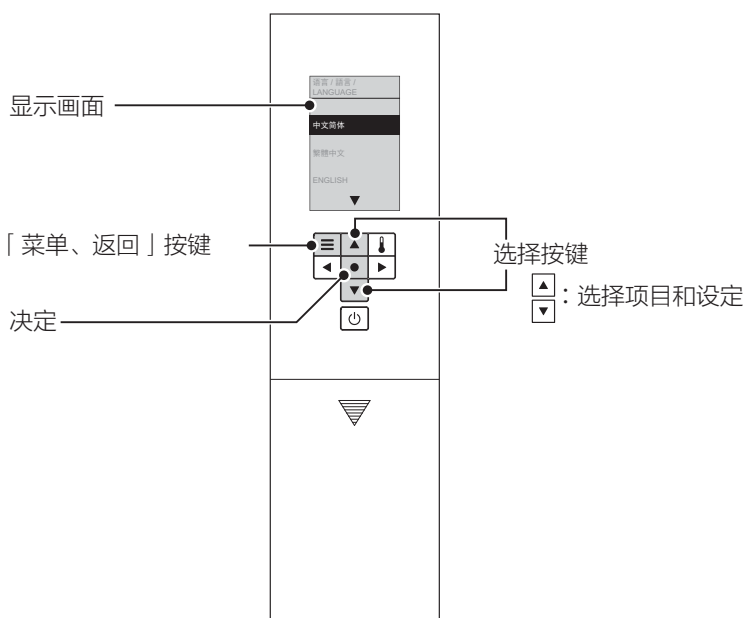 语言 / 語言 /
LANGUAGE
显示画面
中文简体
繁體中文
ENGLISH
「菜单、返回」按键
选择按键
：选择项目和设定
决定